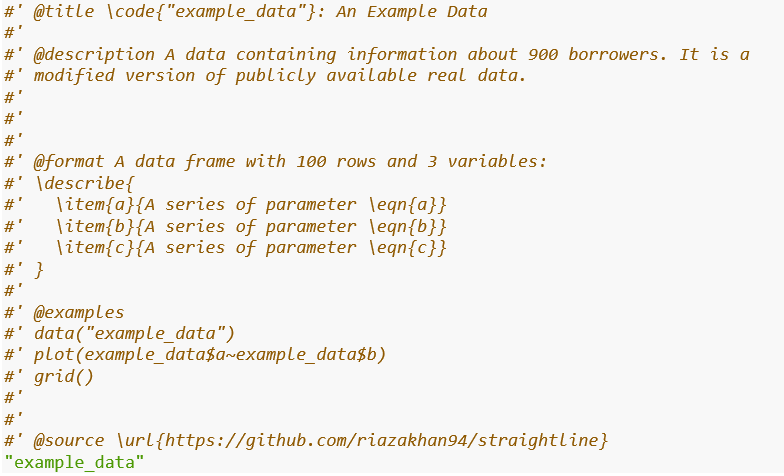 #' @title \code{"example_data"}: An Example Data
#'
#' @description A data containing information about 900 borrowers. It is a
#' modified version of publicly available real data.
#'
#'
#'
#' @format A data frame with 100 rows and 3 variables:
#' \describe{
#'   \item{a}{A series of parameter \eqn{a}}
#'   \item{b}{A series of parameter \eqn{b}}
#'   \item{c}{A series of parameter \eqn{c}}
#' }
#'
#' @examples
#' data("example_data")
#' plot(example_data$a~example_data$b)
#' grid()
#'
#'
#' @source \url{https://github.com/riazakhan94/straightline}
"example_data"